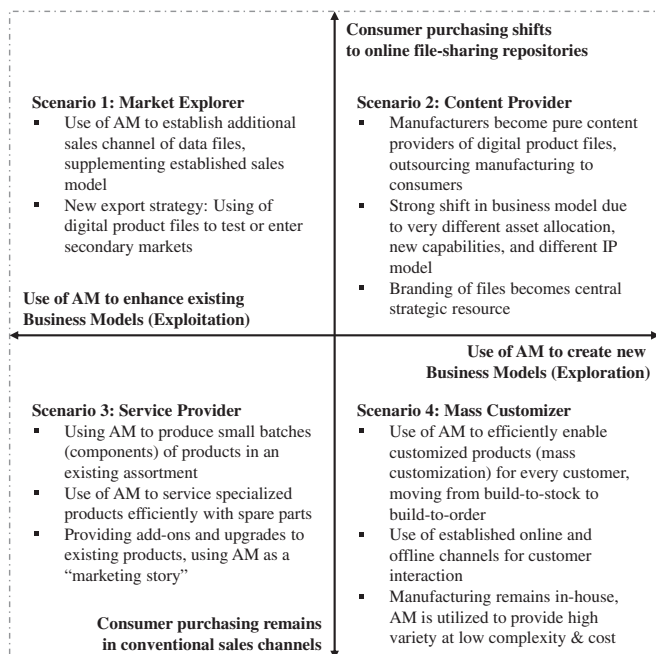 Consumer purchasing shifts
to online file-sharing repositories
Scenario 1: Market Explorer
▪ Use of AM to establish additional
sales channel of data files,
supplementing established sales
model
▪ New export strategy: Using of
digital product files to test or enter
secondary markets
Scenario 2: Content Provider
▪ Manufacturers become pure content
providers of digital product files,
outsourcing manufacturing to
consumers
▪ Strong shift in business model due
to very different asset allocation,
new capabilities, and different IP
model
▪ Branding of files becomes central
strategic resource
Use of AM to enhance existing
Business Models (Exploitation)
Use of AM to create new
Business Models (Exploration)
Scenario 3: Service Provider
▪ Using AM to produce small batches
(components) of products in an
existing assortment
▪ Use of AM to service specialized
products efficiently with spare parts
▪ Providing add-ons and upgrades to
existing products, using AM as a
“marketing story”
Scenario 4: Mass Customizer
▪ Use of AM to efficiently enable
customized products (mass
customization) for every customer,
moving from build-to-stock to
build-to-order
▪ Use of established online and
offline channels for customer
interaction
▪ Manufacturing remains in-house,
AM is utilized to provide high
variety at low complexity & cost
Consumer purchasing remains
in conventional sales channels